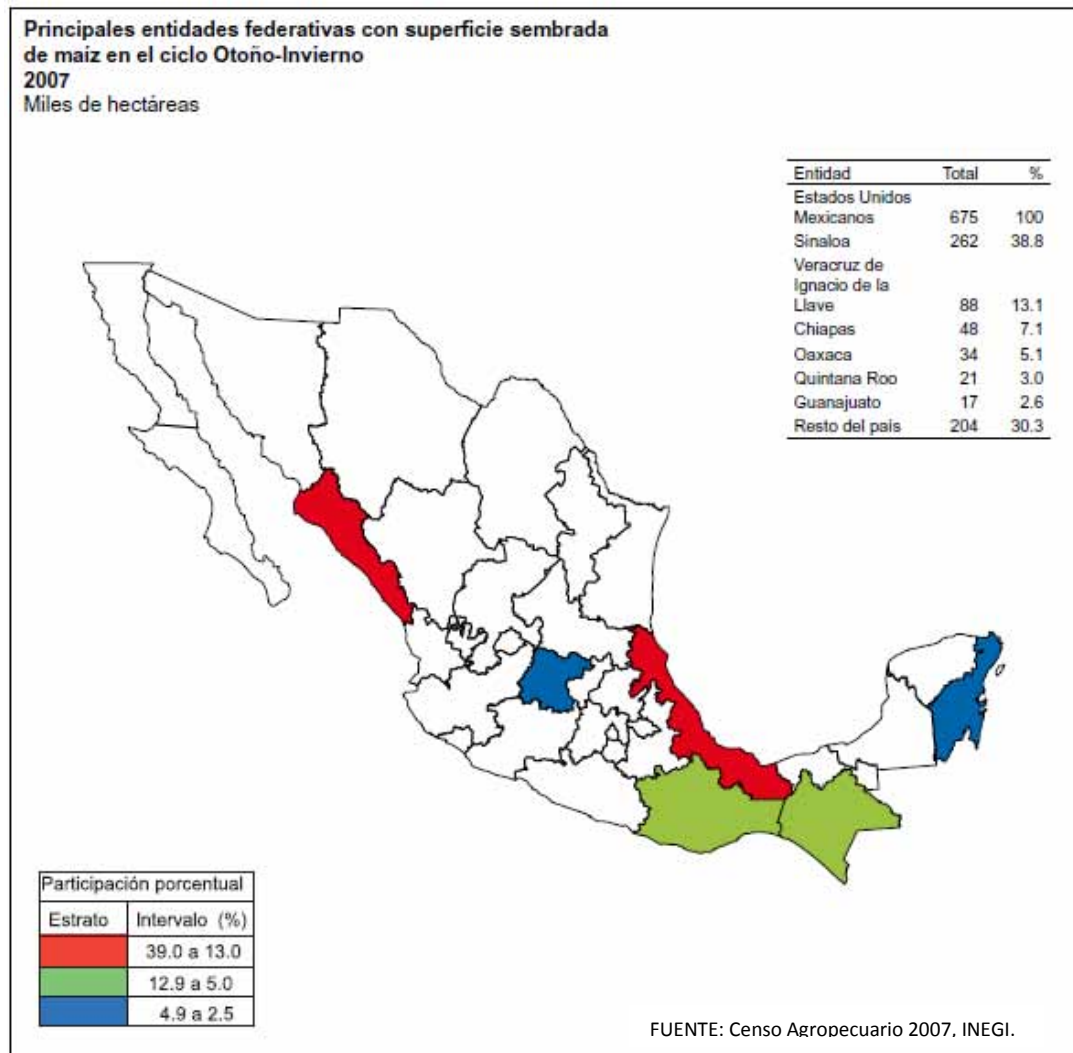 Principales entidades federativas con superficie sembrada
de maíz en el ciclo Otoño-Invierno
2007
Miles de hectáreas
Entidad Total %
Estados Unidos
Mexicanos 675 100
Sinaloa 262 38.8
Veracruz de
Ignacio de la
Llave 88 13.1
Chiapas 48 7.1
Oaxaca 34 5.1
Quintana Roo 21 3.0
Guanajuato 17 2.6
Resto del país 204 30.3
Participación porcentual
Estrato Intervalo (%)
39.0 a 13.0
12.9 a 5.0
4.9 a 2.5
FUENTE: Censo Agropecuario 2007, INEGI.